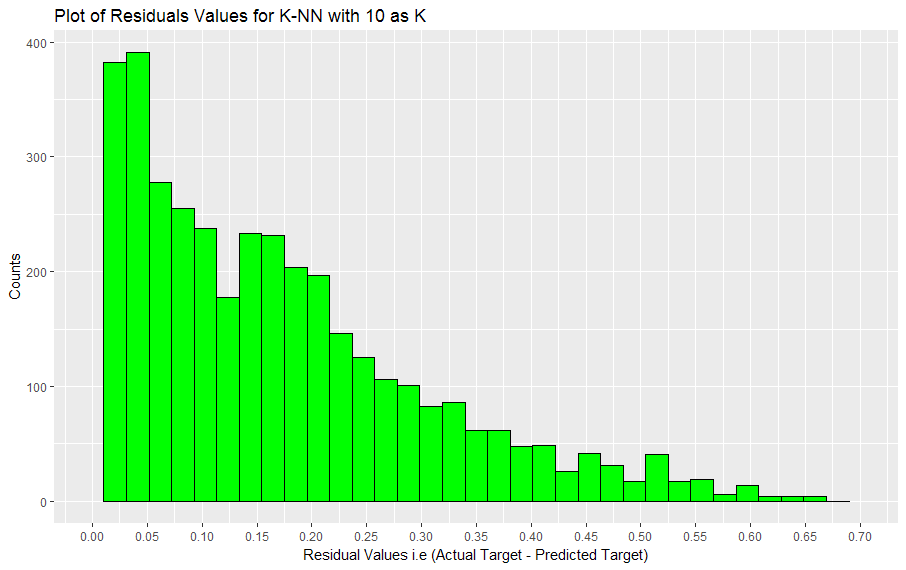 Plot of Residuals Values for K-NN with 10 as K
400
300
200
100
0
Counts
0.00 0.05 0.10 0.15 0.20 0.25 0.30 0.35 0.40 0.45 0.50 0.55 0.60 0.65 0.70
Residual Values i.e (Actual Target - Predicted Target)